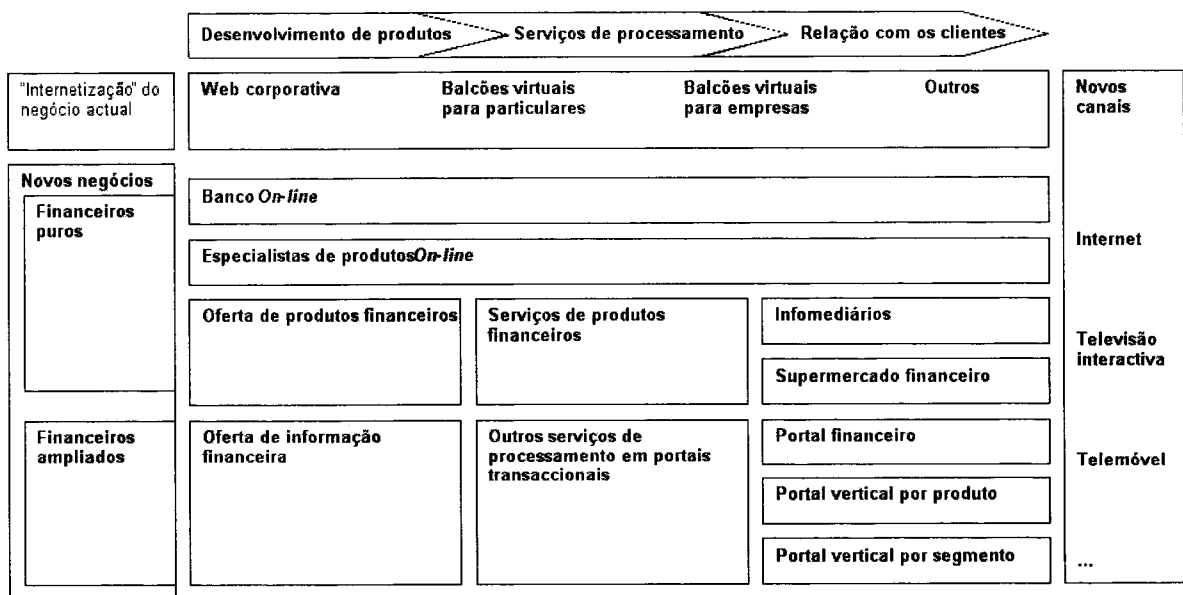 Desenvolvimento de produtos
Serviços de processamento
Relação com os clientes
"Internetização" do
negócio actual
Web corporativa
Balcões virtuais
para particulares
Balcões virtuais
para empresas
Outros
Novos
canais
Novos negócios
Financeiros
puros
Banco On-line
Especialistas de produtosOn-line
Oferta de produtos financeiros
Serviços de produtos
financeiros
Infomediários
Supermercado financeiro
Internet
Televisão
interactiva
Financeiros
ampliados
Oferta de informação
financeira
Outros serviços de
processamento em portais
transaccionais
Portal financeiro
Portal vertical por produto
Portal vertical por segmento
Telemóvel
...